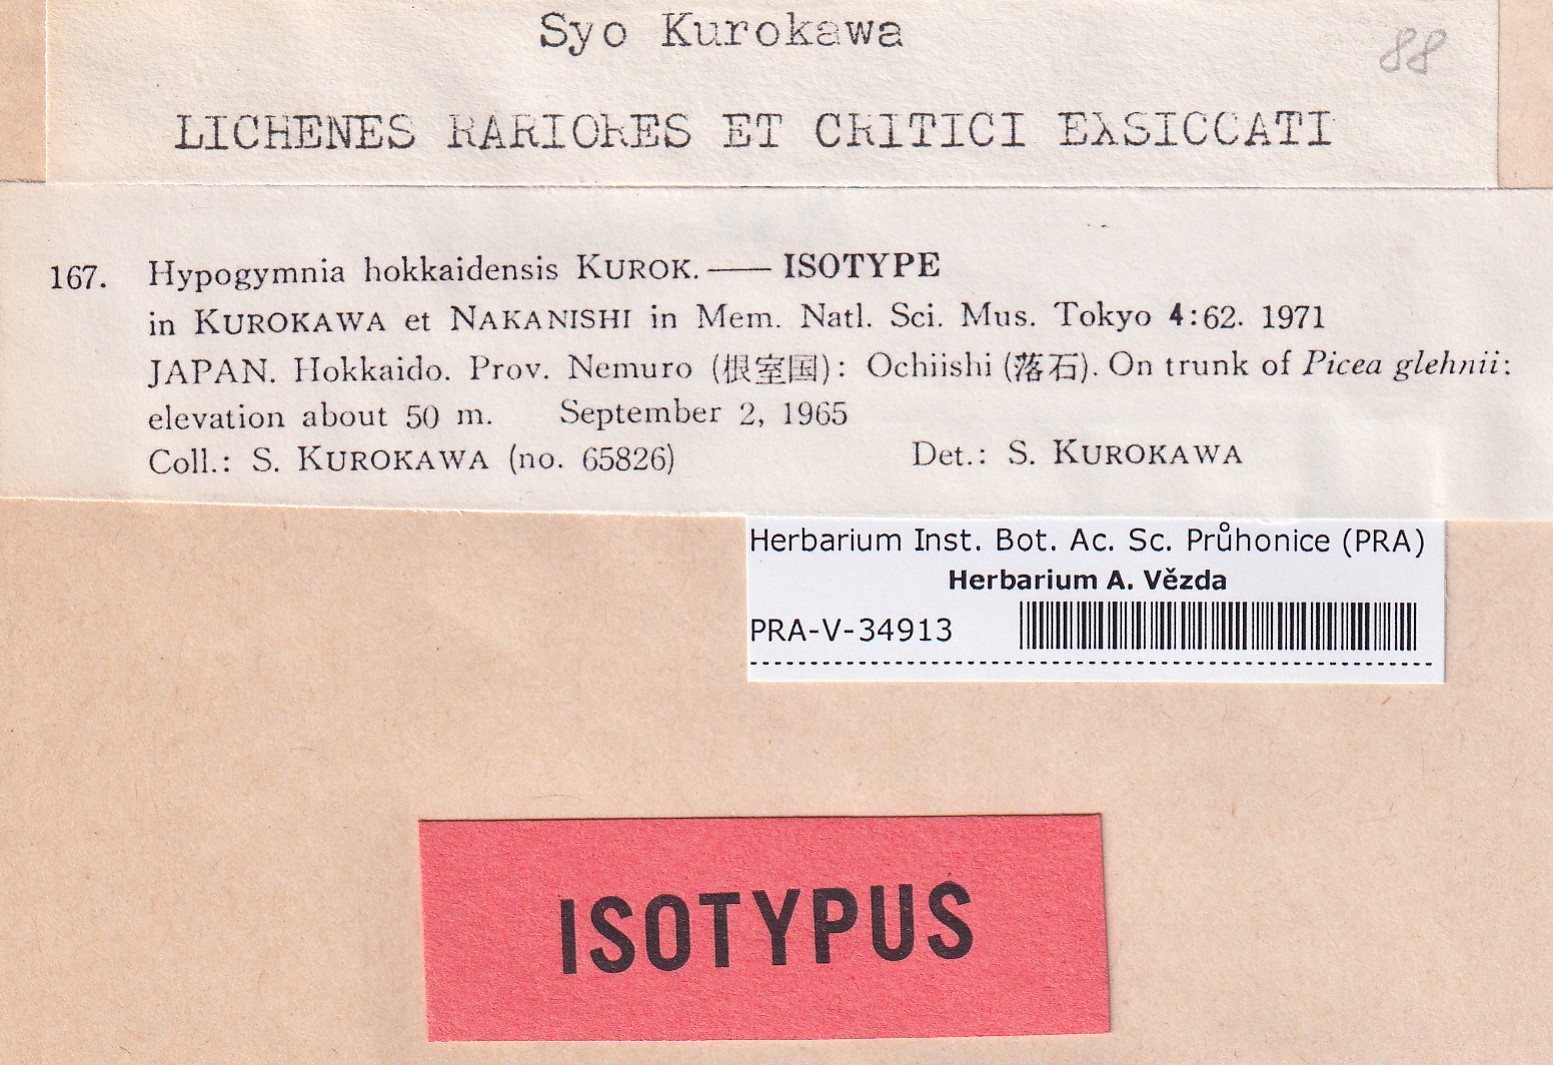 Syo Kurokawa
88
LICHENES RARIORES ET CRITICI EXSICCATI
167. Hypogymnia hokkaidensis KUROK. —— ISOTYPE
in KUROKAWA et NAKANISHI in Mem. Natl. Sci. Mus. Tokyo 4:62. 1971
JAPAN. Hokkaido. Prov. Nemuro (根室国): Ochiishi (落石). On trunk of Picea glehnii:
elevation about 50 m. September 2, 1965
Coll.: S. KUROKAWA (no. 65826) Det.: S. KUROKAWA
Herbarium Inst. Bot. Ac. Sc. Průhonice (PRA)
Herbarium A. Vězda
PRA-V-34913
ISOTYPUS